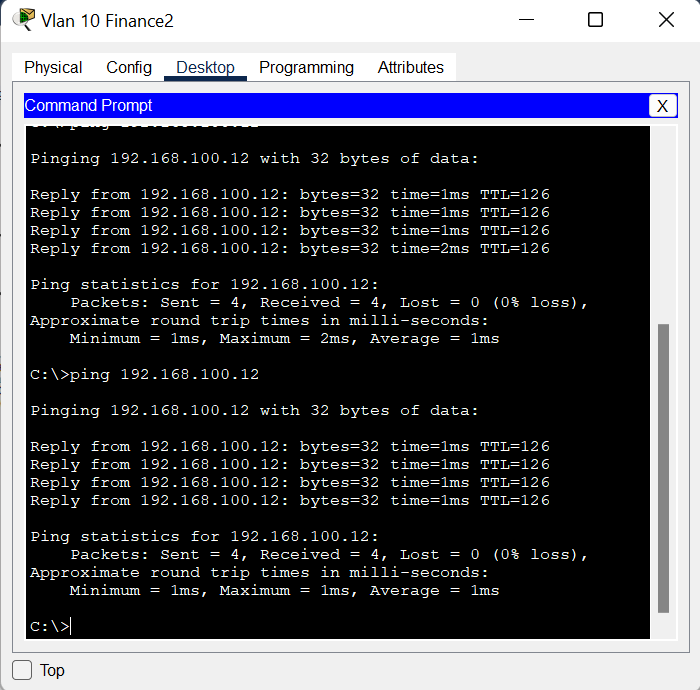 Vlan 10 Finance2
Physical Config Desktop Programming Attributes
Command Prompt
X
Pinging 192.168.100.12 with 32 bytes of data:
Reply from 192.168.100.12: bytes=32 time=1ms TTL=126
Reply from 192.168.100.12: bytes=32 time=1ms TTL=126
Reply from 192.168.100.12: bytes=32 time=1ms TTL=126
Reply from 192.168.100.12: bytes=32 time=2ms TTL=126
Ping statistics for 192.168.100.12:
Packets: Sent = 4, Received = 4, Lost = 0 (0% loss),
Approximate round trip times in milli-seconds:
Minimum = 1ms, Maximum = 2ms, Average = 1ms
C:\>ping 192.168.100.12
Pinging 192.168.100.12 with 32 bytes of data:
Reply from 192.168.100.12: bytes=32 time=1ms TTL=126
Reply from 192.168.100.12: bytes=32 time=1ms TTL=126
Reply from 192.168.100.12: bytes=32 time=1ms TTL=126
Reply from 192.168.100.12: bytes=32 time=1ms TTL=126
Ping statistics for 192.168.100.12:
Packets: Sent = 4, Received = 4, Lost = 0 (0% loss),
Approximate round trip times in milli-seconds:
Minimum = 1ms, Maximum = 1ms, Average = 1ms
C:\>
Top